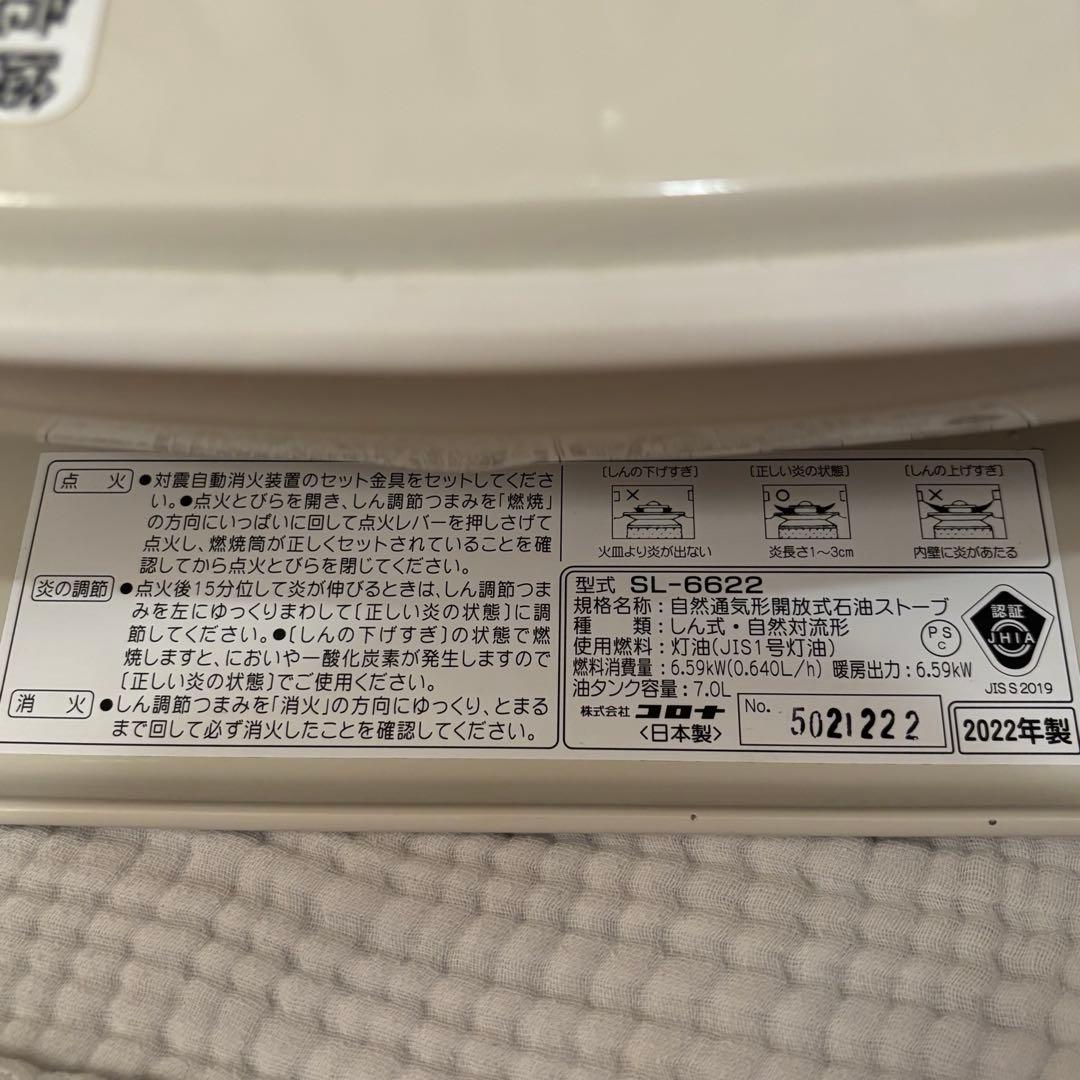 点　火
●対震自動消火装置のセット金具をセットしてくださ
い。●点火とびらを開き、しん調節つまみを「燃焼」
の方向にいっぱいに回して点火レバーを押しさげて
点火し、燃焼筒が正しくセットされていることを確
認してから点火とびらを閉じてください。
炎の調節
●点火後15分位して炎が伸びるときは、しん調節つま
みを左にゆっくりまわして〔正しい炎の状態〕に調
節してください。●〔しんの下げすぎ〕の状態で燃
焼しますと、においや一酸化炭素が発生しますので
〔正しい炎の状態〕でご使用ください。
消　火
●しん調節つまみを「消火」の方向にゆっくり、とまる
まで回して必ず消火したことを確認してください。
〔しんの下げすぎ〕
×
火皿より炎が出ない
〔正しい炎の状態〕
○
炎長さ1～3cm
〔しんの上げすぎ〕
×
内壁に炎があたる
型式 SL-6622
規格名称：自然通気形開放式石油ストーブ
種　　類：しん式・自然対流形
使用燃料：灯油(JIS1号灯油)
燃料消費量：6.59kW(0.640L/h) 暖房出力：6.59kW
油タンク容量：7.0L
株式会社 コロナ
〈日本製〉
No. 5021222
PS
C
認証
JHIA
JIS S 2019
2022年製